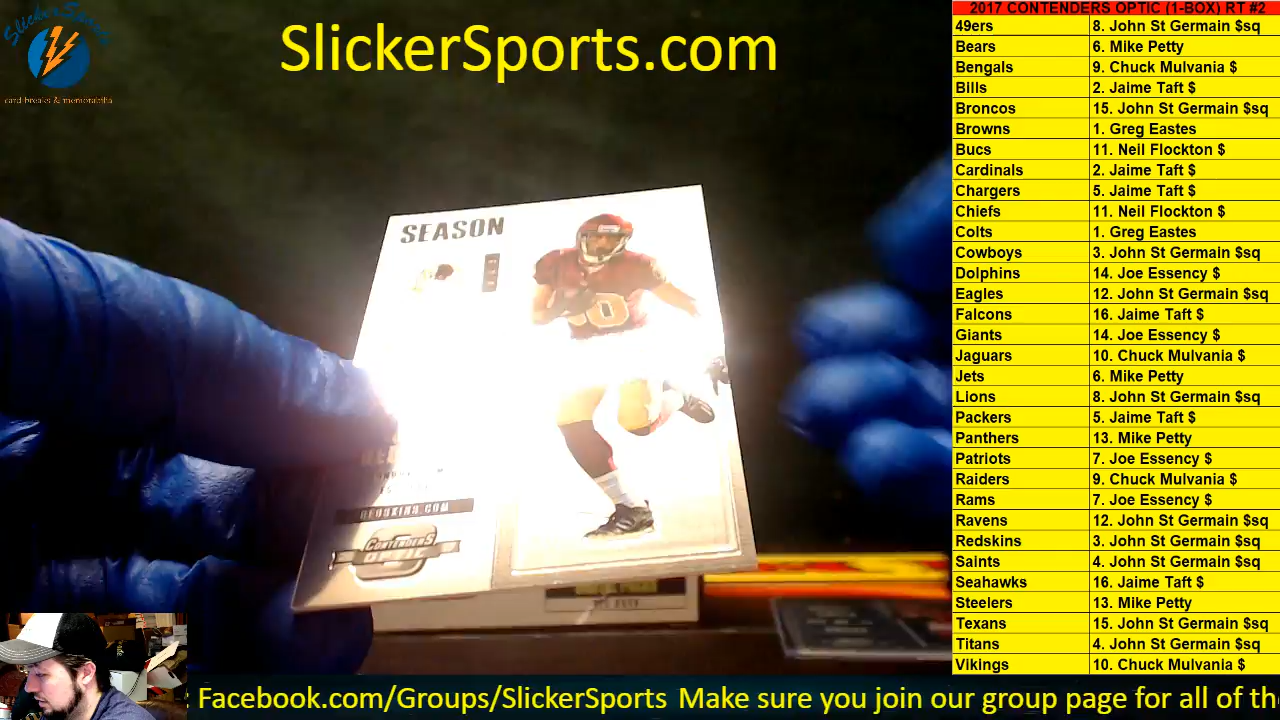 SlickerSports
card breaks & memorabilia
SlickerSports.com
2017 CONTENDERS OPTIC (1-BOX) RT #2
49ers 8. John St Germain $sq
Bears 6. Mike Petty
Bengals 9. Chuck Mulvania $
Bills 2. Jaime Taft $
Broncos 15. John St Germain $sq
Browns 1. Greg Eastes
Bucs 11. Neil Flockton $
Cardinals 2. Jaime Taft $
Chargers 5. Jaime Taft $
Chiefs 11. Neil Flockton $
Colts 1. Greg Eastes
Cowboys 3. John St Germain $sq
Dolphins 14. Joe Essency $
Eagles 12. John St Germain $sq
Falcons 16. Jaime Taft $
Giants 14. Joe Essency $
Jaguars 10. Chuck Mulvania $
Jets 6. Mike Petty
Lions 8. John St Germain $sq
Packers 5. Jaime Taft $
Panthers 13. Mike Petty
Patriots 7. Joe Essency $
Raiders 9. Chuck Mulvania $
Rams 7. Joe Essency $
Ravens 12. John St Germain $sq
Redskins 3. John St Germain $sq
Saints 4. John St Germain $sq
Seahawks 16. Jaime Taft $
Steelers 13. Mike Petty
Texans 15. John St Germain $sq
Titans 4. John St Germain $sq
Vikings 10. Chuck Mulvania $
SEASON
REDSKINS.COM
CONTENDERS
OPTIC
Facebook.com/Groups/SlickerSports Make sure you join our group page for all of th